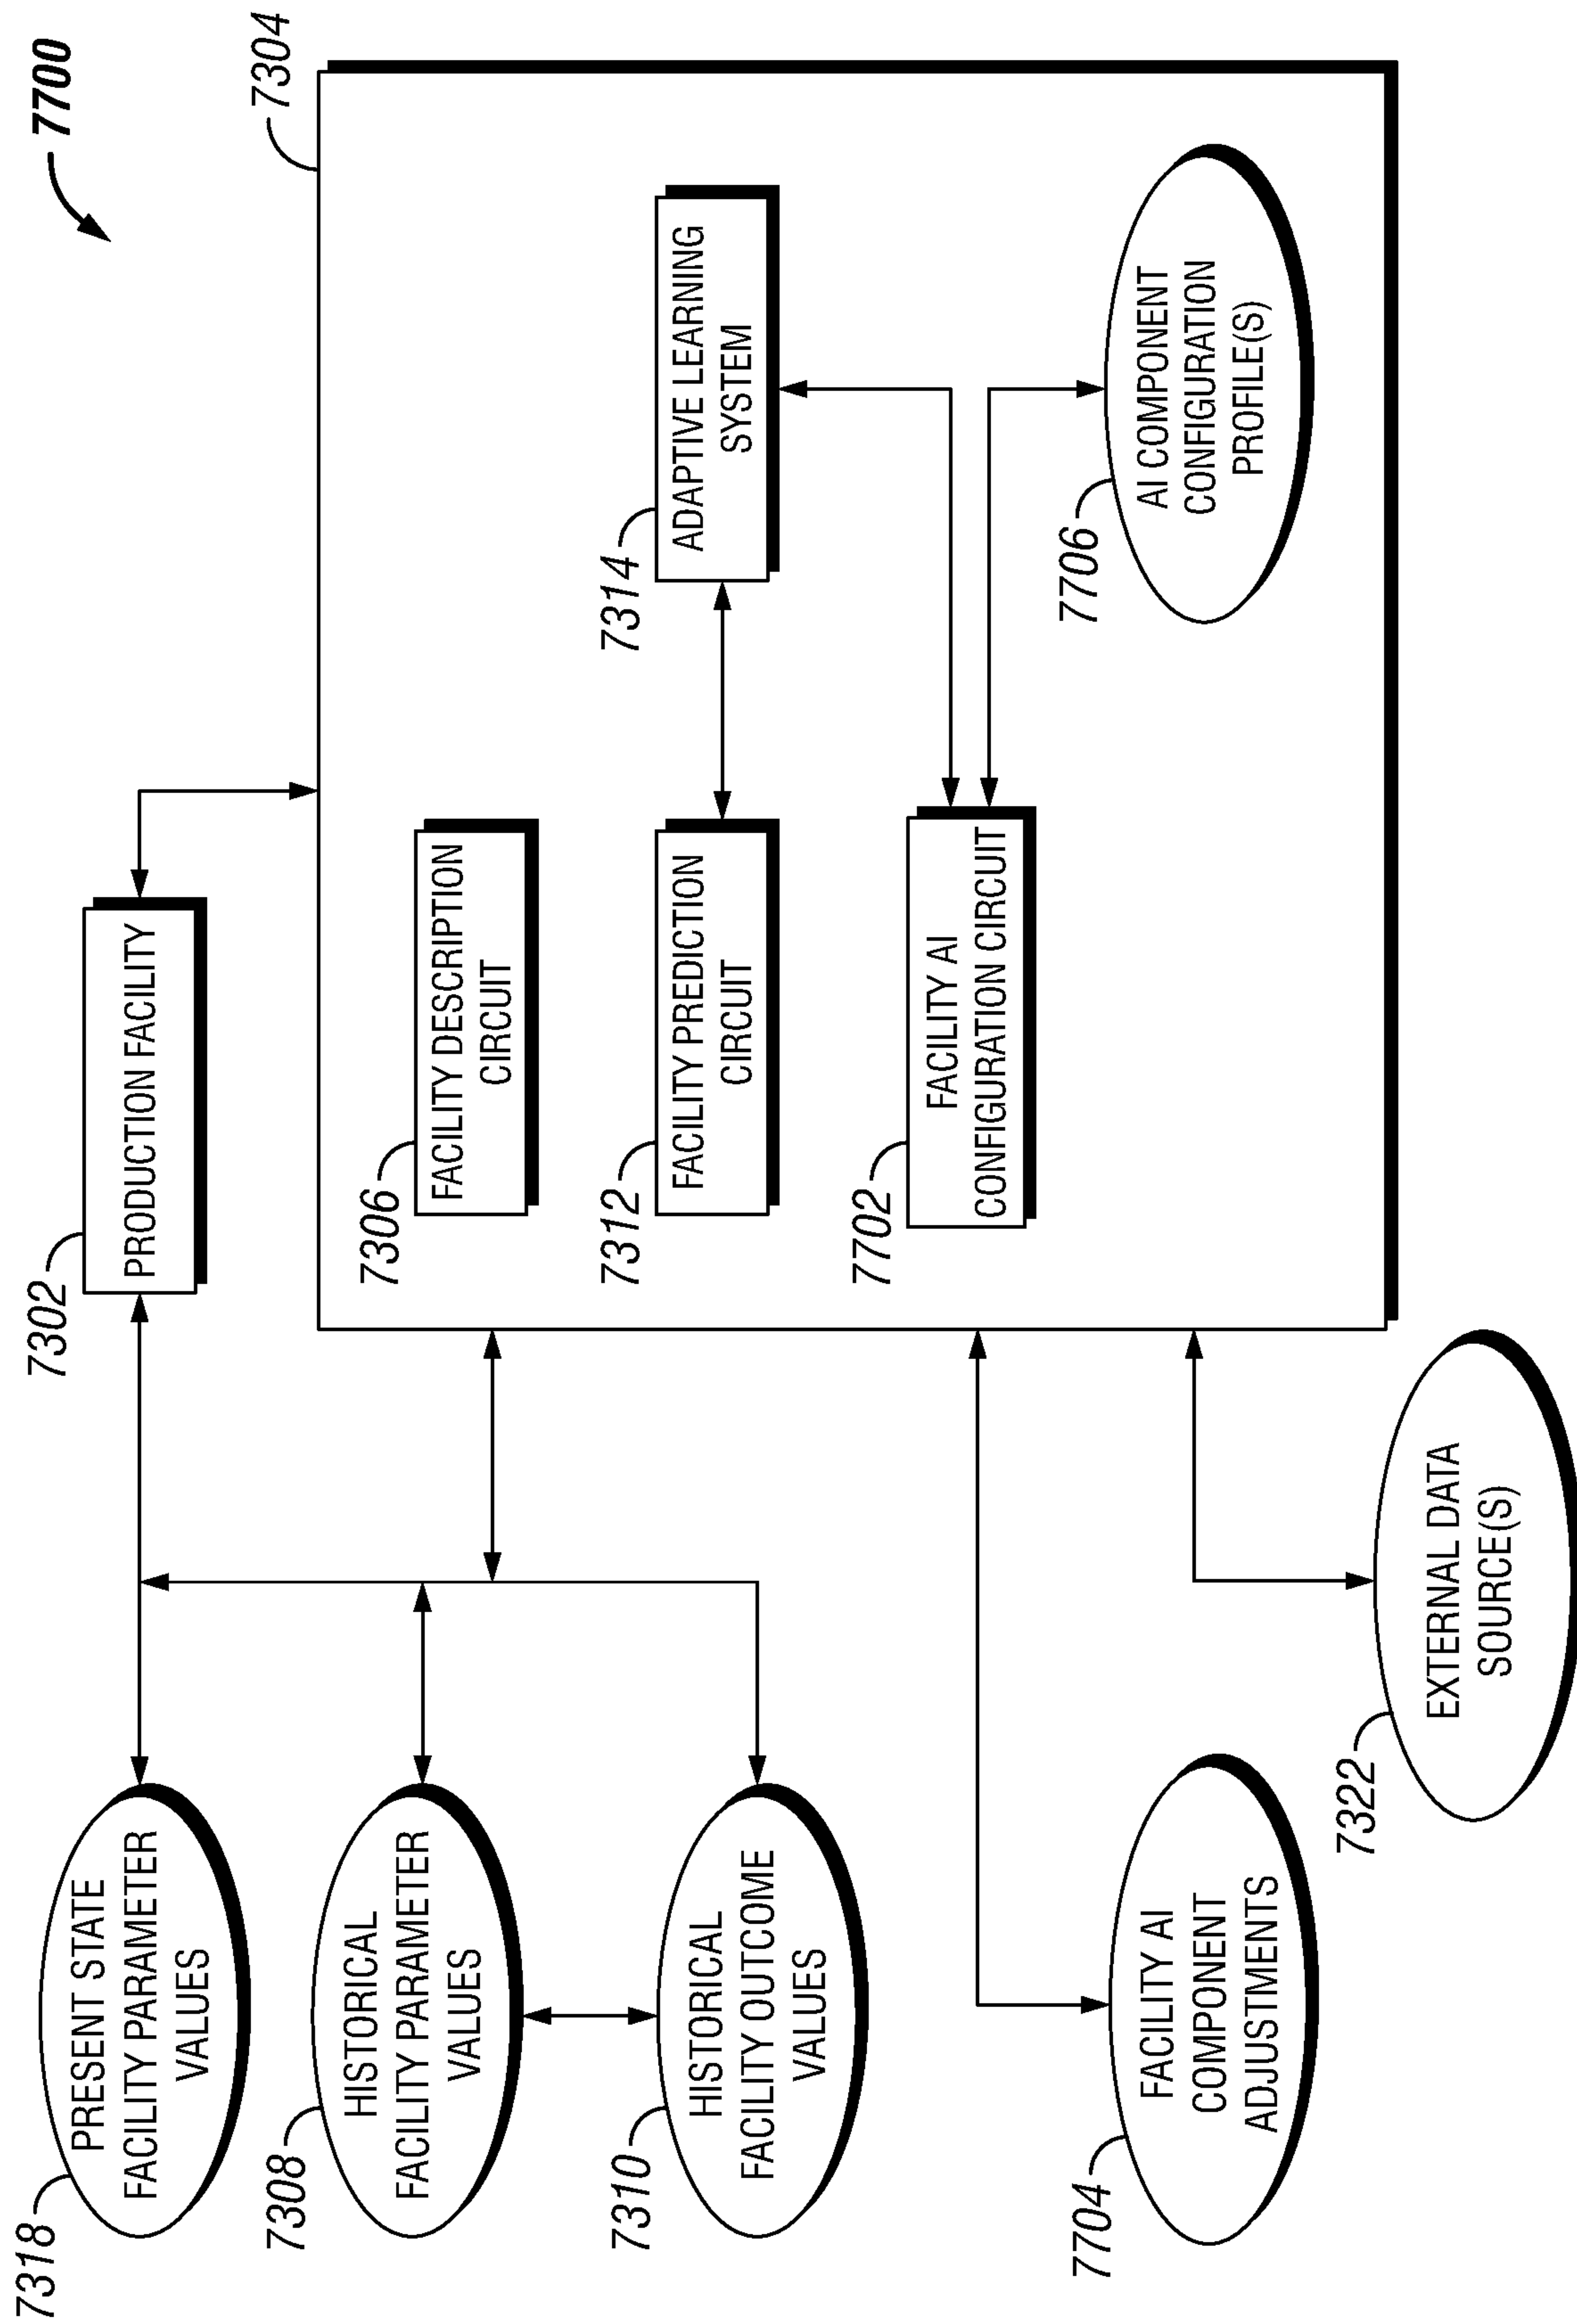 7700
7302
PRODUCTION FACILITY
7304
7318
PRESENT STATE
FACILITY PARAMETER
VALUES
7306
FACILITY DESCRIPTION
CIRCUIT
7308
HISTORICAL
FACILITY PARAMETER
VALUES
7312
FACILITY PREDICTION
CIRCUIT
7314
ADAPTIVE LEARNING
SYSTEM
7310
HISTORICAL
FACILITY OUTCOME
VALUES
7702
FACILITY AI
CONFIGURATION CIRCUIT
7704
FACILITY AI
COMPONENT
ADJUSTMENTS
7706
AI COMPONENT
CONFIGURATION
PROFILE(S)
7322
EXTERNAL DATA
SOURCE(S)